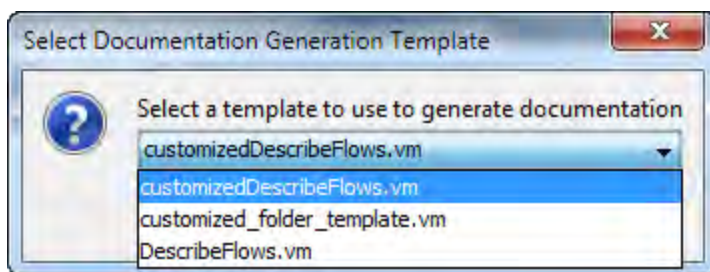 Select Documentation Generation Template
Select a template to use to generate documentation
customizedDescribeFlows.vm
customizedDescribeFlows.vm
customized_folder_template.vm
DescribeFlows.vm